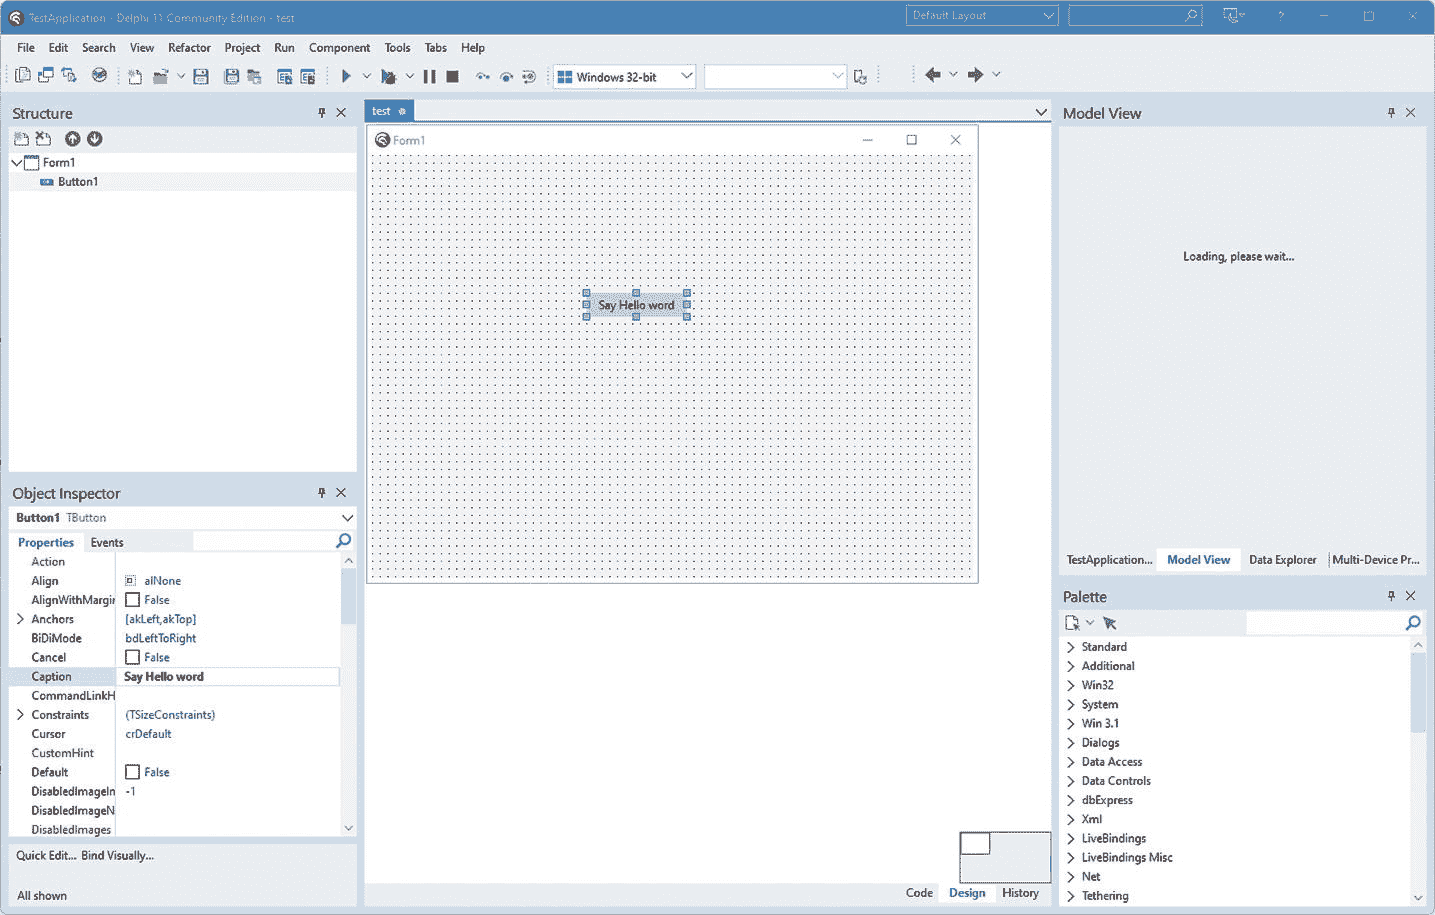 TestApplication - Delphi 11 Community Edition - test
Default Layout
?
File Edit Search View Refactor Project Run Component Tools Tabs Help
Windows 32-bit
Structure
Form1
Button1
Object Inspector
Button1 TButton
Properties Events
Action
Align alNone
AlignWithMargin False
Anchors [akLeft,akTop]
BiDiMode bdLeftToRight
Cancel False
Caption Say Hello word
CommandLinkH
Constraints (TSizeConstraints)
Cursor crDefault
CustomHint
Default False
DisabledImageIn -1
DisabledImageN
DisabledImages
Quick Edit... Bind Visually...
All shown
test
Form1
Say Hello word
Code Design History
Model View
Loading, please wait...
TestApplication... Model View Data Explorer Multi-Device Pr...
Palette
Standard
Additional
Win32
System
Win 3.1
Dialogs
Data Access
Data Controls
dbExpress
Xml
LiveBindings
LiveBindings Misc
Net
Tethering